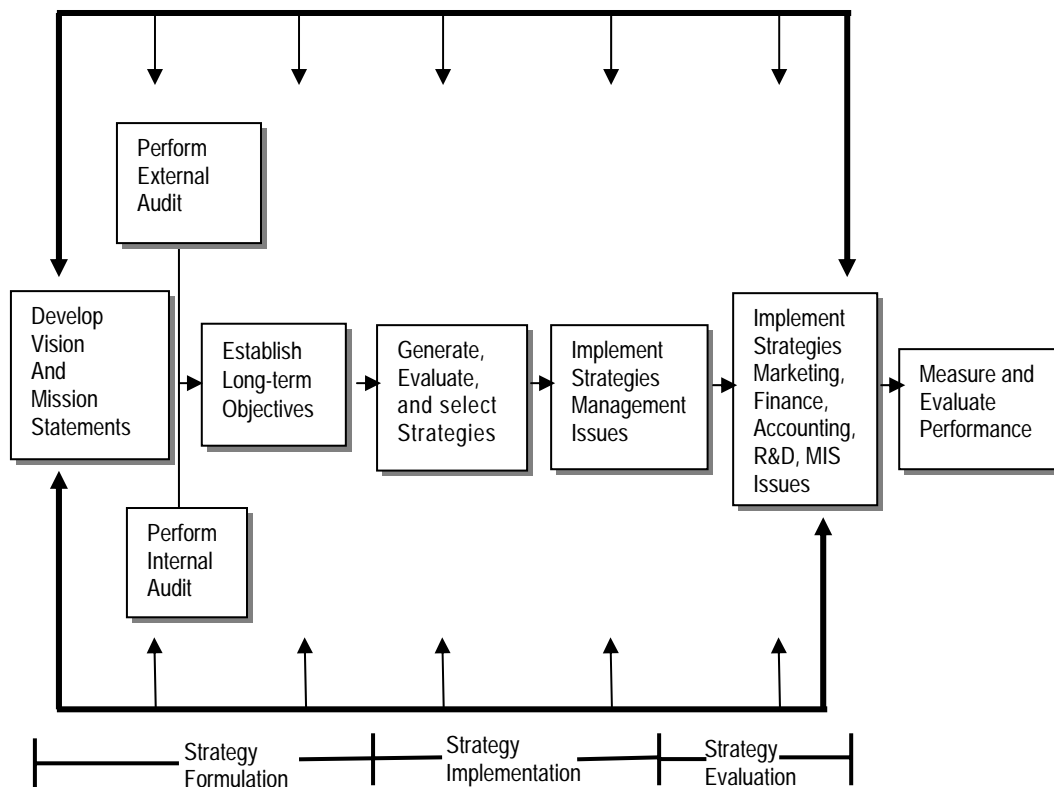 Perform
External
Audit
Develop
Vision
And
Mission
Statements
Establish
Long-term
Objectives
Generate,
Evaluate,
and select
Strategies
Implement
Strategies
Management
Issues
Implement
Strategies
Marketing,
Finance,
Accounting,
R&D, MIS
Issues
Measure and
Evaluate
Performance
Perform
Internal
Audit
Strategy
Formulation
Strategy
Implementation
Strategy
Evaluation